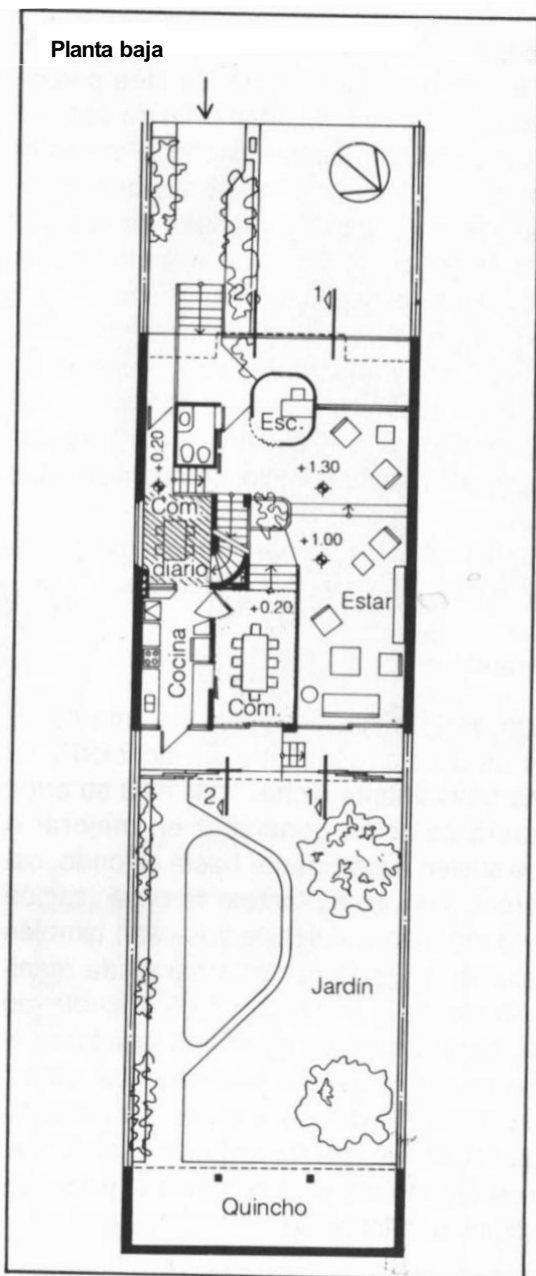 Planta baja
2
1
Esc.
+0.20
+1.30
Com.
diario
+1.00
Estar
+0.20
Cocina
Com.
2
1
Jardín
Quincho